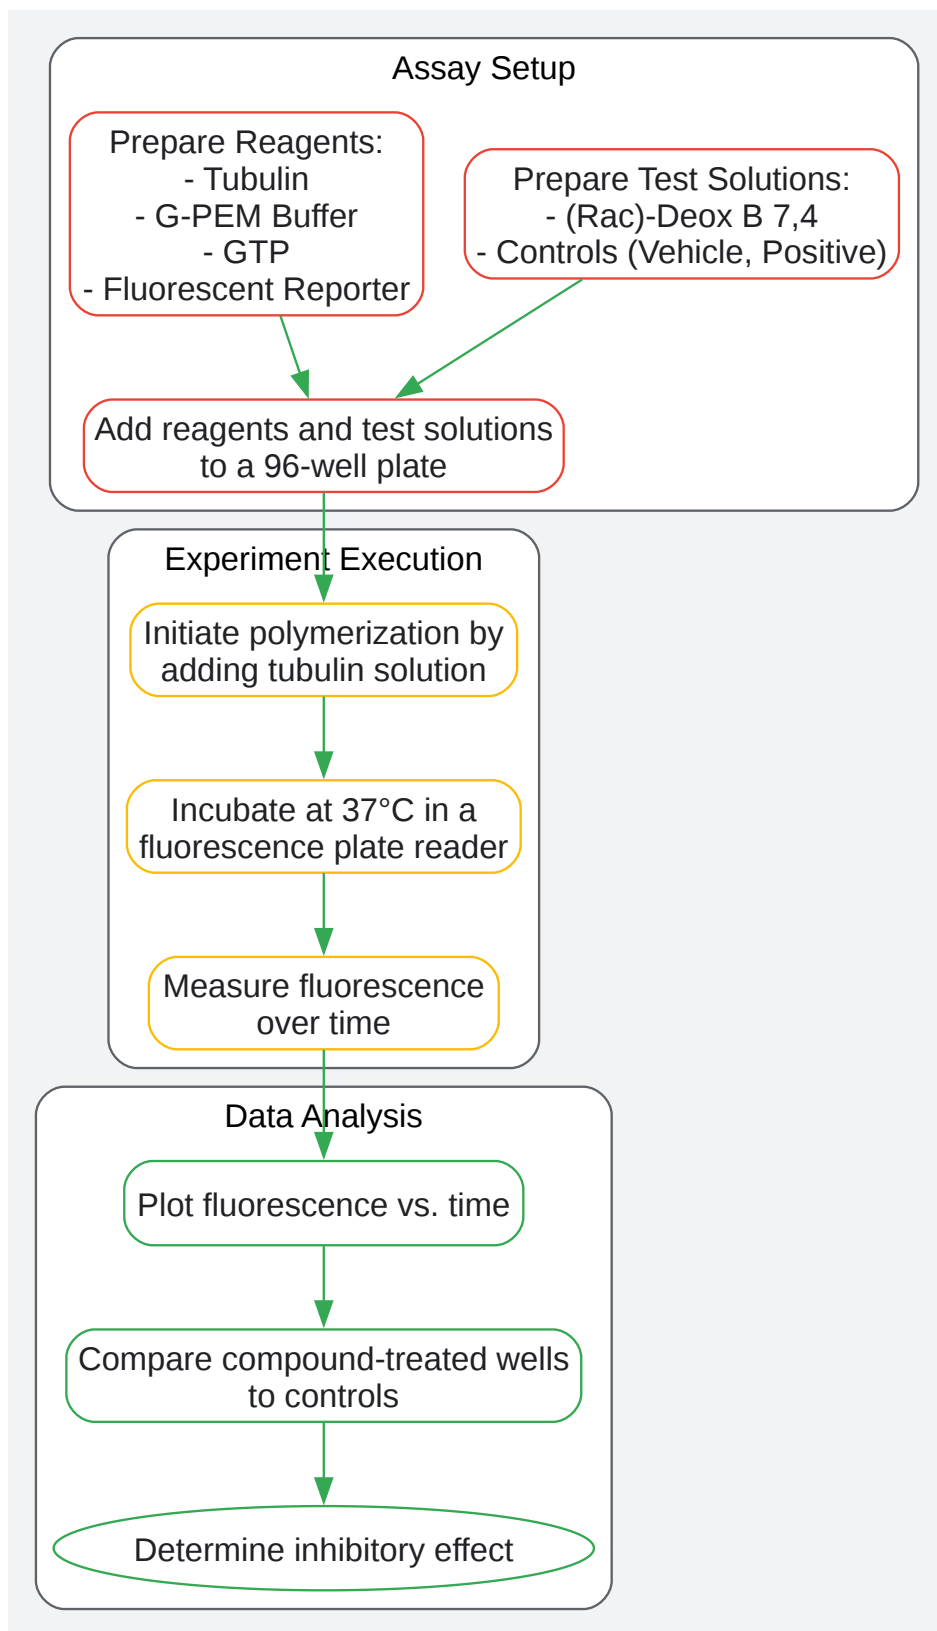 Assay Setup
Prepare Reagents:
- Tubulin
- G-PEM Buffer
- GTP
- Fluorescent Reporter
Prepare Test Solutions:
- (Rac)-Deox B 7,4
- Controls (Vehicle, Positive)
Add reagents and test solutions
to a 96-well plate
Experiment Execution
Initiate polymerization by
adding tubulin solution
Incubate at 37°C in a
fluorescence plate reader
Measure fluorescence
over time
Data Analysis
Plot fluorescence vs. time
Compare compound-treated wells
to controls
Determine inhibitory effect